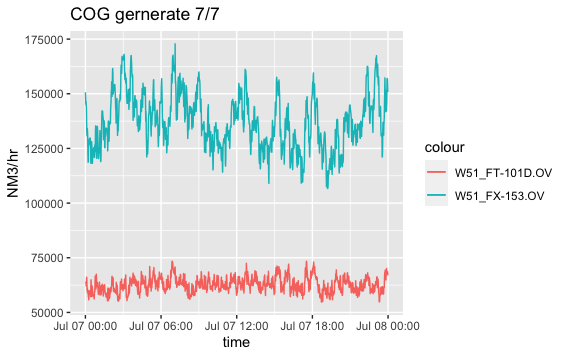 COG gernerate 7/7
175000
150000
125000
100000
75000
50000
NM3/hr
Jul 07 00:00 Jul 07 06:00 Jul 07 12:00 Jul 07 18:00 Jul 08 00:00
time
colour
W51_FT-101D.OV
W51_FX-153.OV